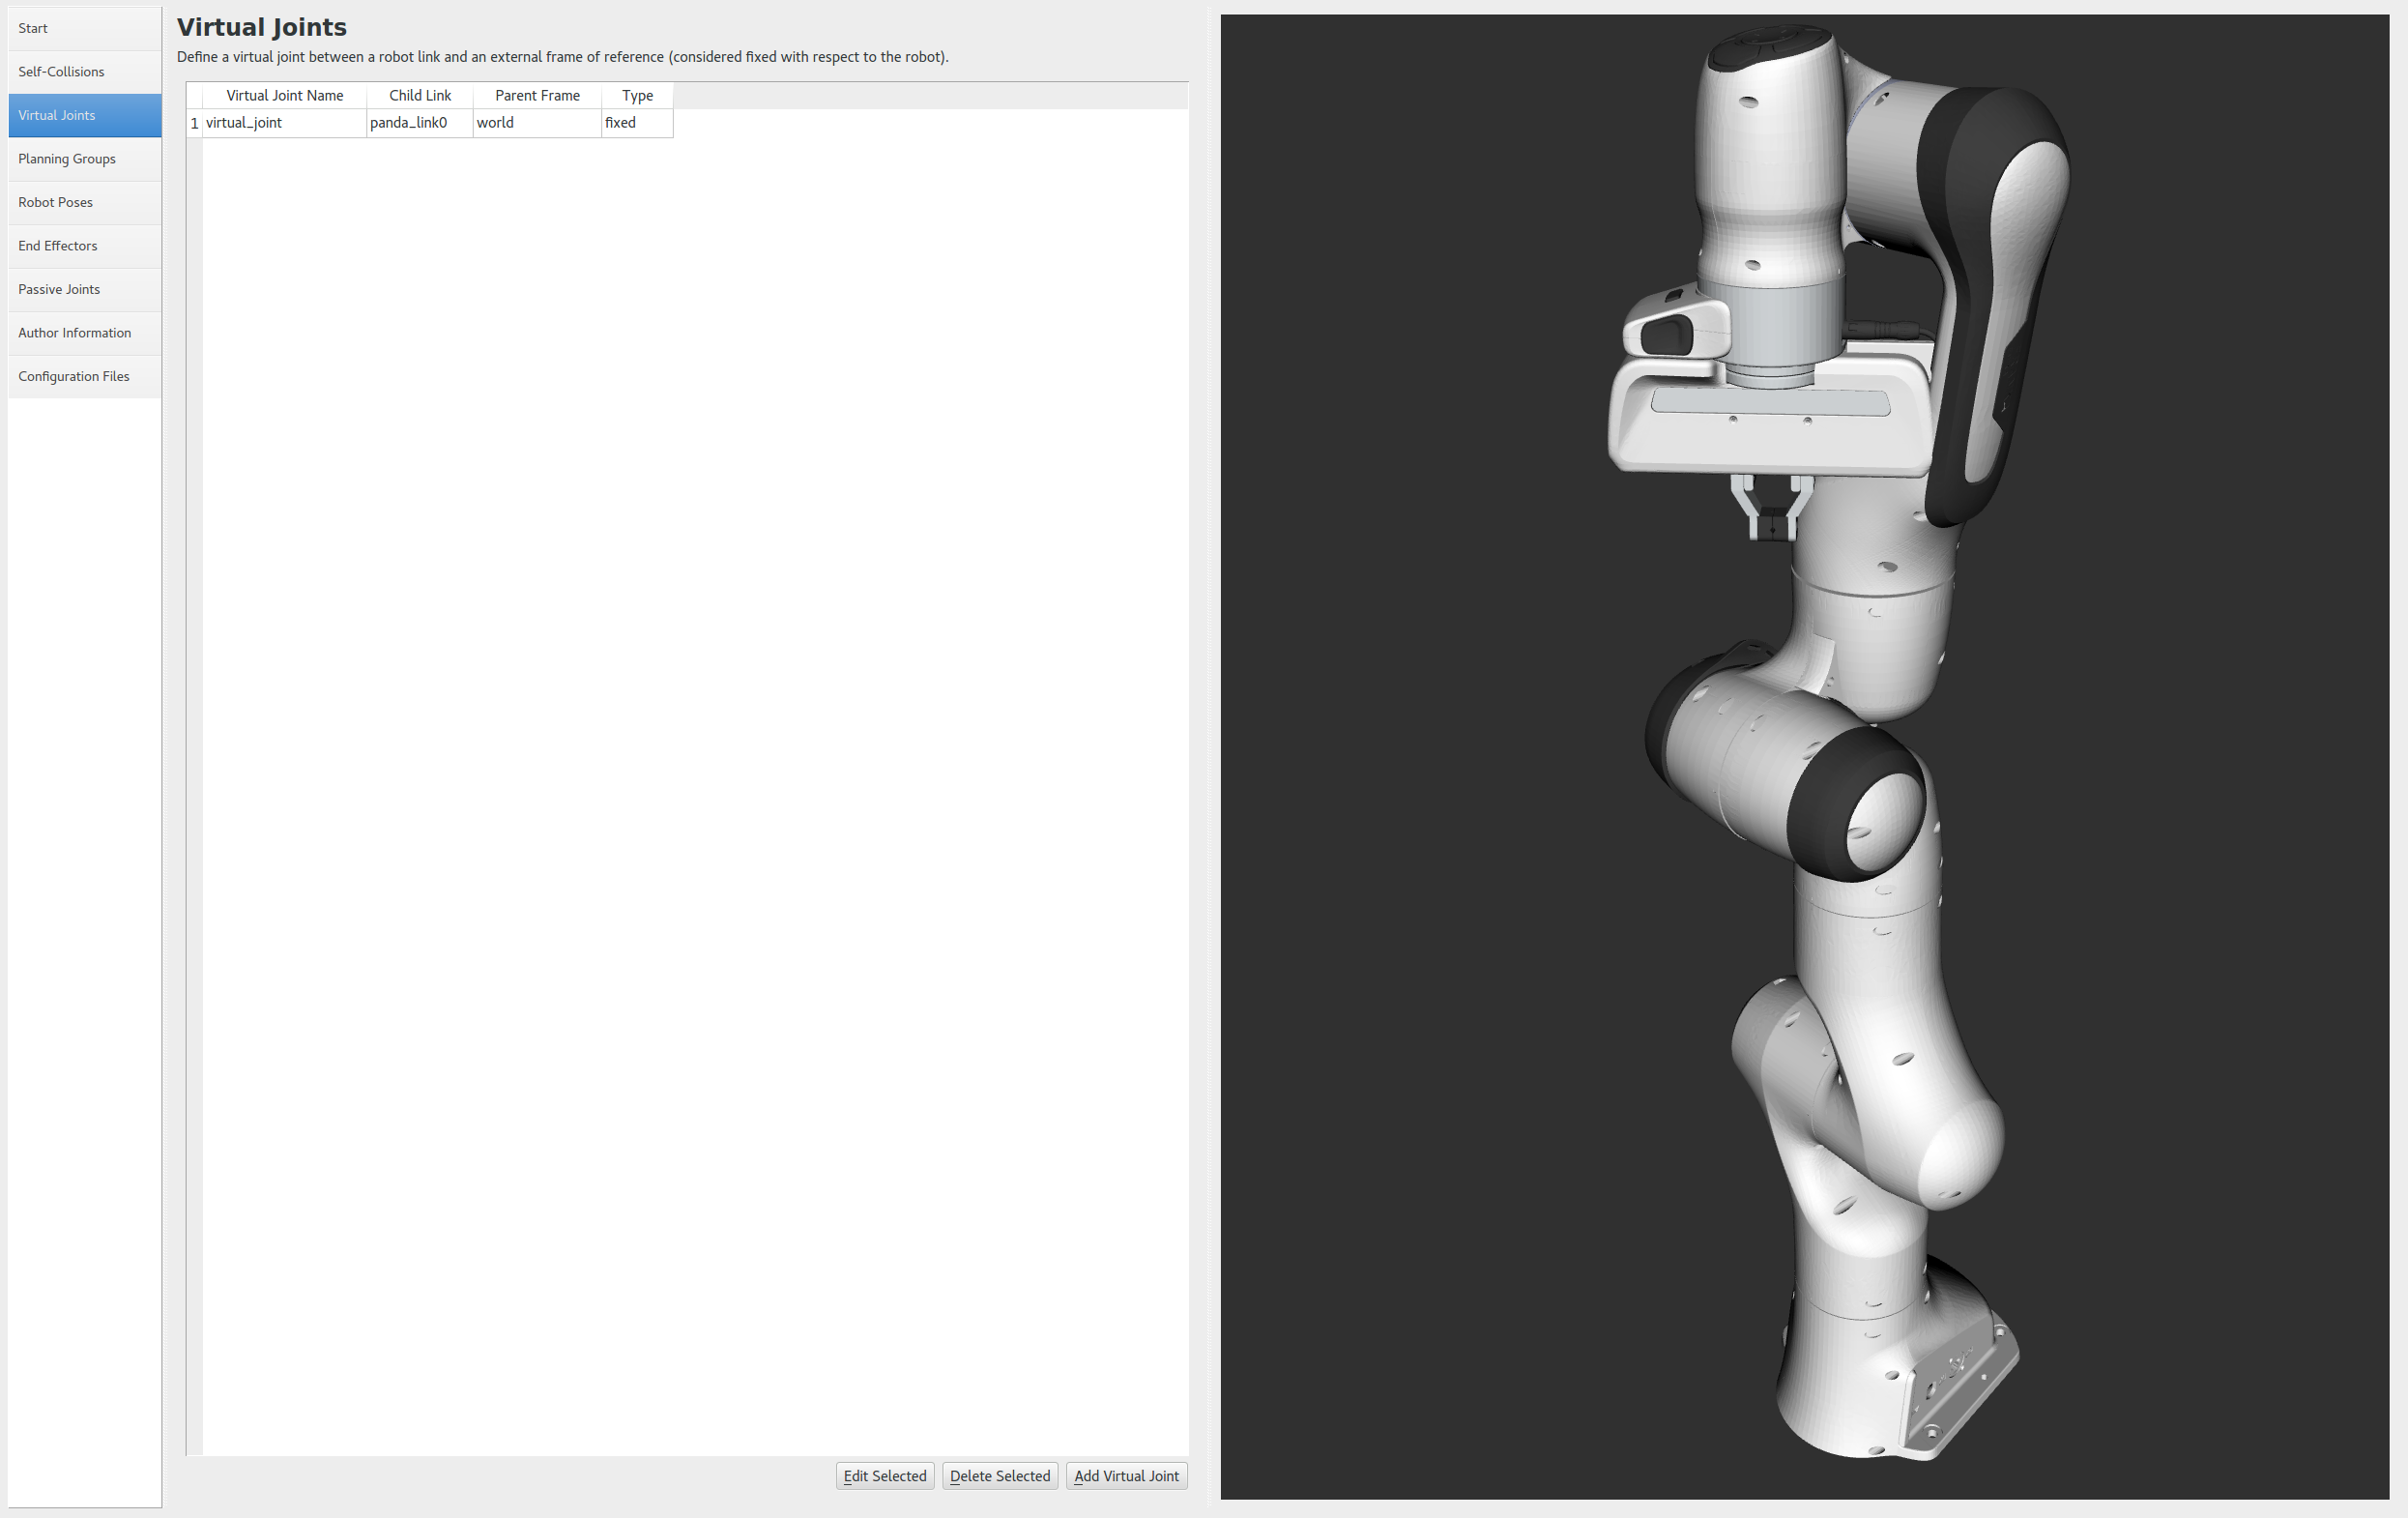 Start
Self-Collisions
Virtual Joints
Planning Groups
Robot Poses
End Effectors
Passive Joints
Author Information
Configuration Files
Virtual Joints
Define a virtual joint between a robot link and an external frame of reference (considered fixed with respect to the robot).
Virtual Joint Name Child Link Parent Frame Type
1 virtual_joint panda_link0 world fixed
Edit Selected Delete Selected Add Virtual Joint